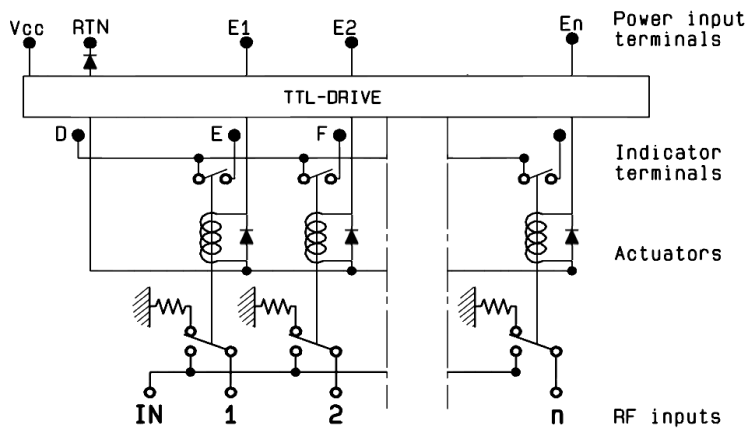 Vcc RTN E1 E2 En Power input
terminals
TTL-DRIVE
D E F
Indicator
terminals
Actuators
IN 1 2 n RF inputs